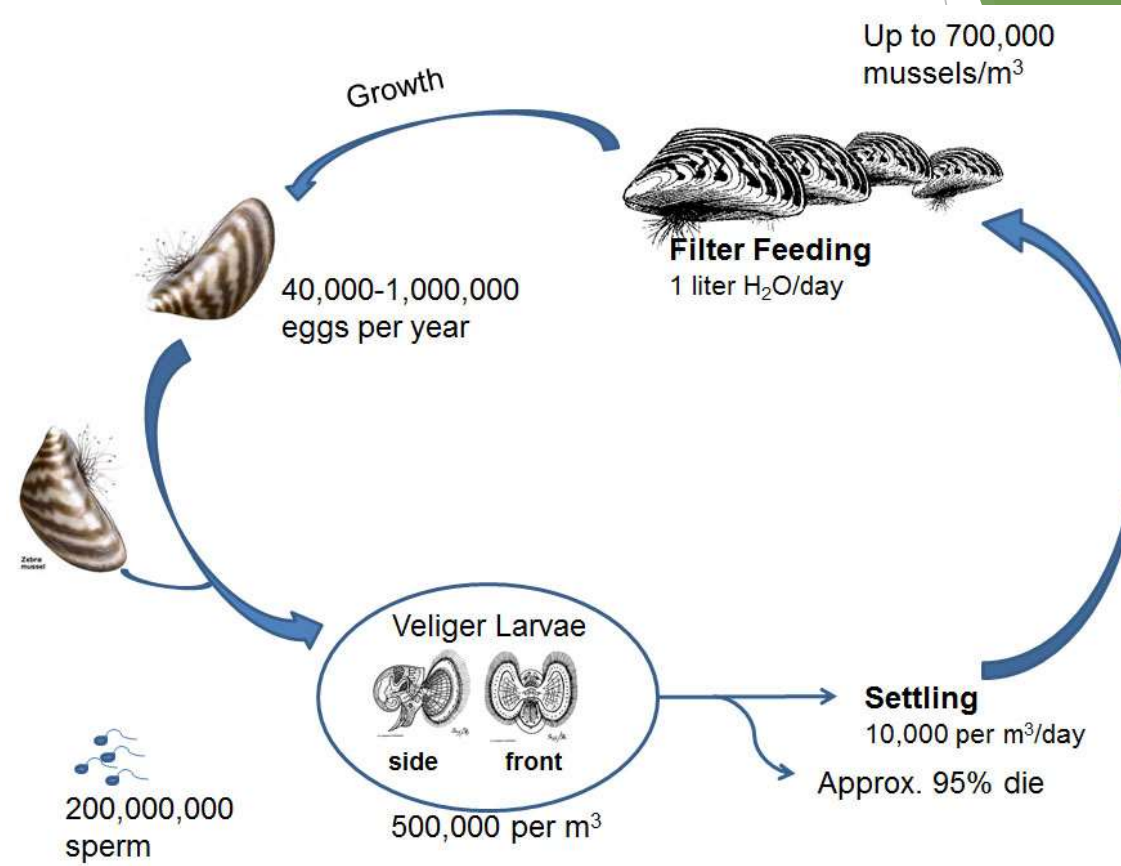 Up to 700,000
mussels/m³
Growth
Filter Feeding
1 liter H₂O/day
40,000-1,000,000
eggs per year
Zebra
mussel
Veliger Larvae
side front
500,000 per m³
Settling
10,000 per m³/day
Approx. 95% die
200,000,000
sperm